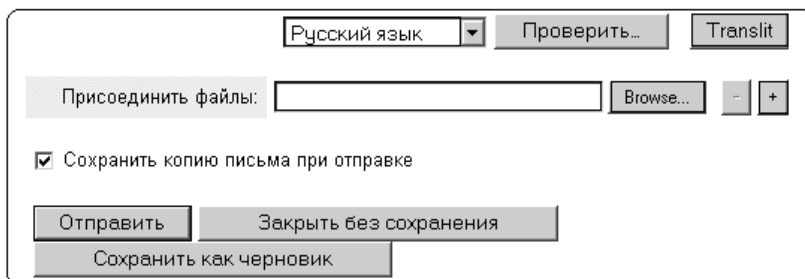 Русский язык Проверить... Translit
Присоединить файлы: Browse... - +
Сохранить копию письма при отправке
Отправить Закрыть без сохранения
Сохранить как черновик